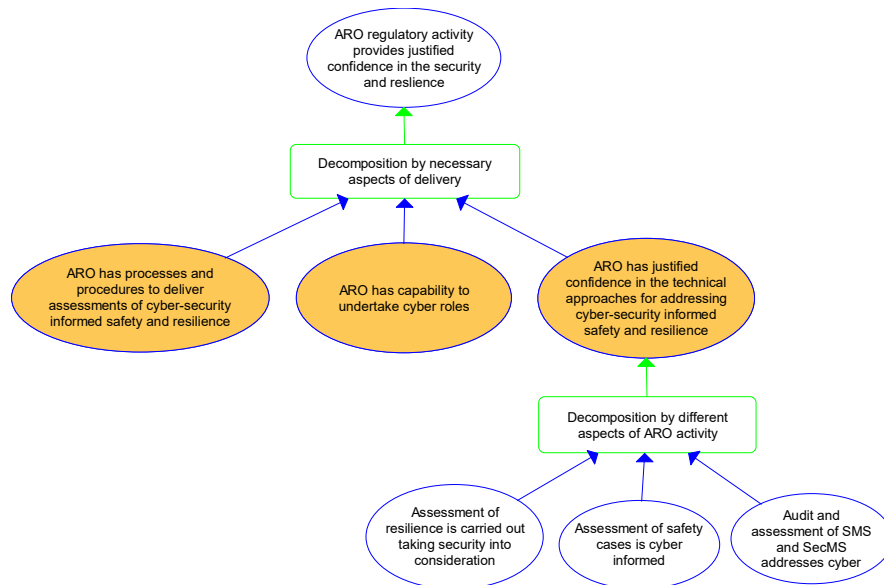 ARO regulatory activity
provides justified
confidence in the security
and reslience
Decomposition by necessary
aspects of delivery
ARO has processes and
procedures to deliver
assessments of cyber-security
informed safety and resilience
ARO has capability to
undertake cyber roles
ARO has justified
confidence in the technical
approaches for addressing
cyber-security informed
safety and resilience
Decomposition by different
aspects of ARO activity
Assessment of
resilience is carried out
taking security into
consideration
Assessment of safety
cases is cyber
informed
Audit and
assessment of SMS
and SecMS
addresses cyber